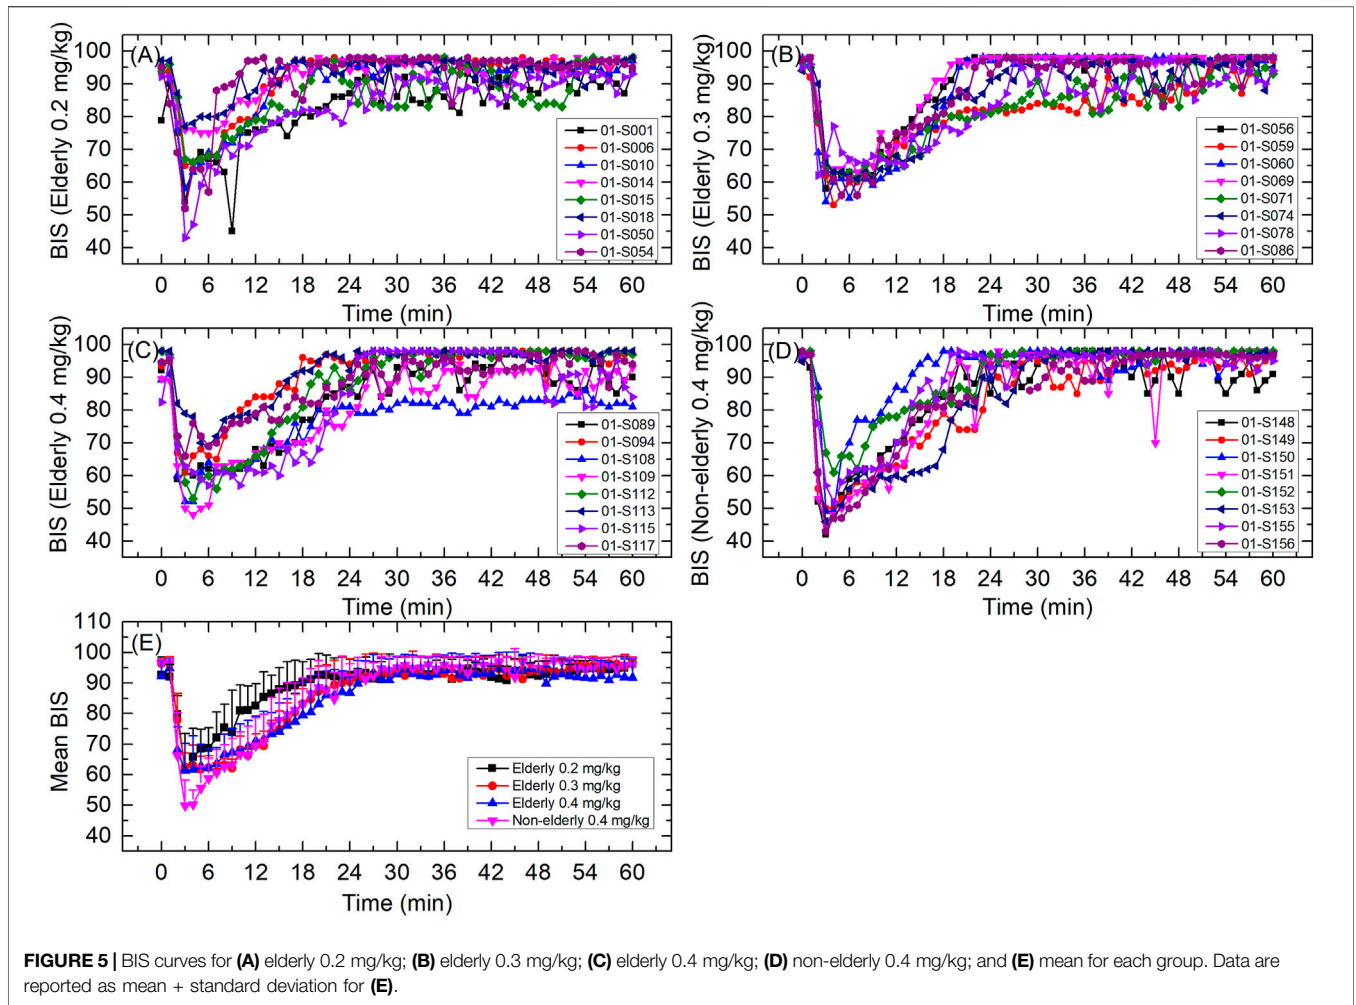 (A)
BIS (Elderly 0.2 mg/kg)
100
90
80
70
60
50
40
01-S001
01-S006
01-S010
01-S014
01-S015
01-S018
01-S050
01-S054
0 6 12 18 24 30 36 42 48 54 60
Time (min)
(B)
BIS (Elderly 0.3 mg/kg)
100
90
80
70
60
50
40
01-S056
01-S059
01-S060
01-S069
01-S071
01-S074
01-S078
01-S086
0 6 12 18 24 30 36 42 48 54 60
Time (min)
(C)
BIS (Elderly 0.4 mg/kg)
100
90
80
70
60
50
40
01-S089
01-S094
01-S108
01-S109
01-S112
01-S113
01-S115
01-S117
0 6 12 18 24 30 36 42 48 54 60
Time (min)
(D)
BIS (Non-elderly 0.4 mg/kg)
100
90
80
70
60
50
40
01-S148
01-S149
01-S150
01-S151
01-S152
01-S153
01-S155
01-S156
0 6 12 18 24 30 36 42 48 54 60
Time (min)
(E)
Mean BIS
110
100
90
80
70
60
50
40
Elderly 0.2 mg/kg
Elderly 0.3 mg/kg
Elderly 0.4 mg/kg
Non-elderly 0.4 mg/kg
0 6 12 18 24 30 36 42 48 54 60
Time (min)
FIGURE 5 | BIS curves for (A) elderly 0.2 mg/kg; (B) elderly 0.3 mg/kg; (C) elderly 0.4 mg/kg; (D) non-elderly 0.4 mg/kg; and (E) mean for each group. Data are
reported as mean + standard deviation for (E).